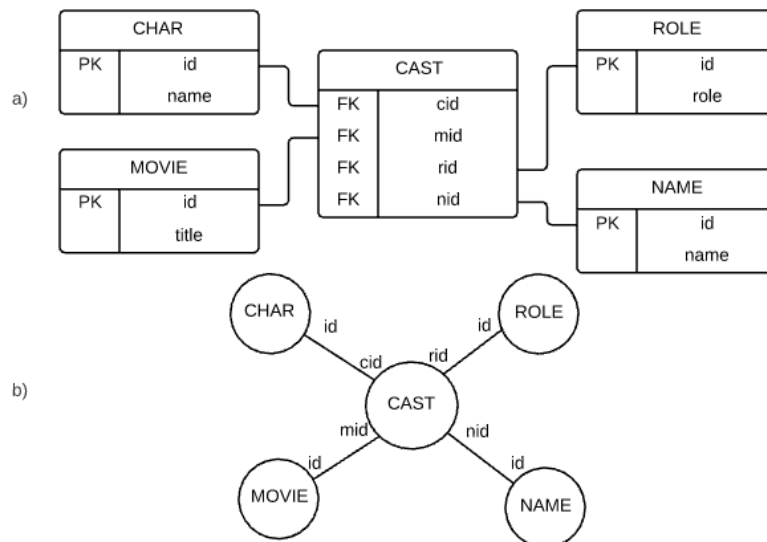 a)
CHAR
PK id
name
MOVIE
PK id
title
CAST
FK cid
FK mid
FK rid
FK nid
ROLE
PK id
role
NAME
PK id
name
b)
CHAR
id
cid
ROLE
id
rid
CAST
mid
id
MOVIE
nid
id
NAME